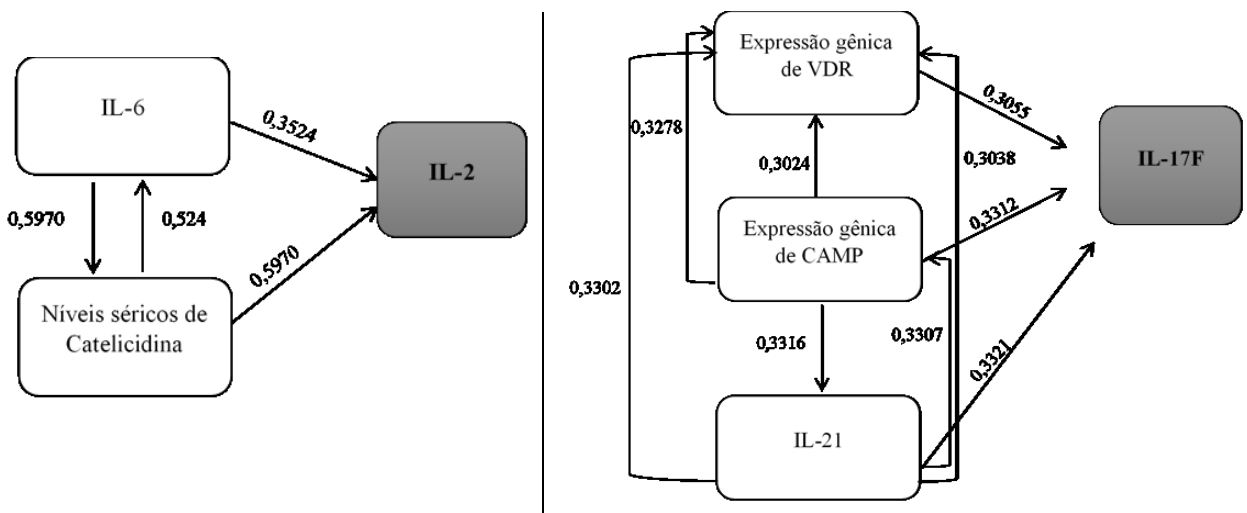 IL-6
0,3524
IL-2
0,5970
0,524
0,5970
Níveis séricos de
Catelicidina
Expressão gênica
de VDR
0,3055
0,3278
0,3024
0,3038
IL-17F
Expressão gênica
de CAMP
0,3312
0,3302
0,3316
0,3307
0,3321
IL-21